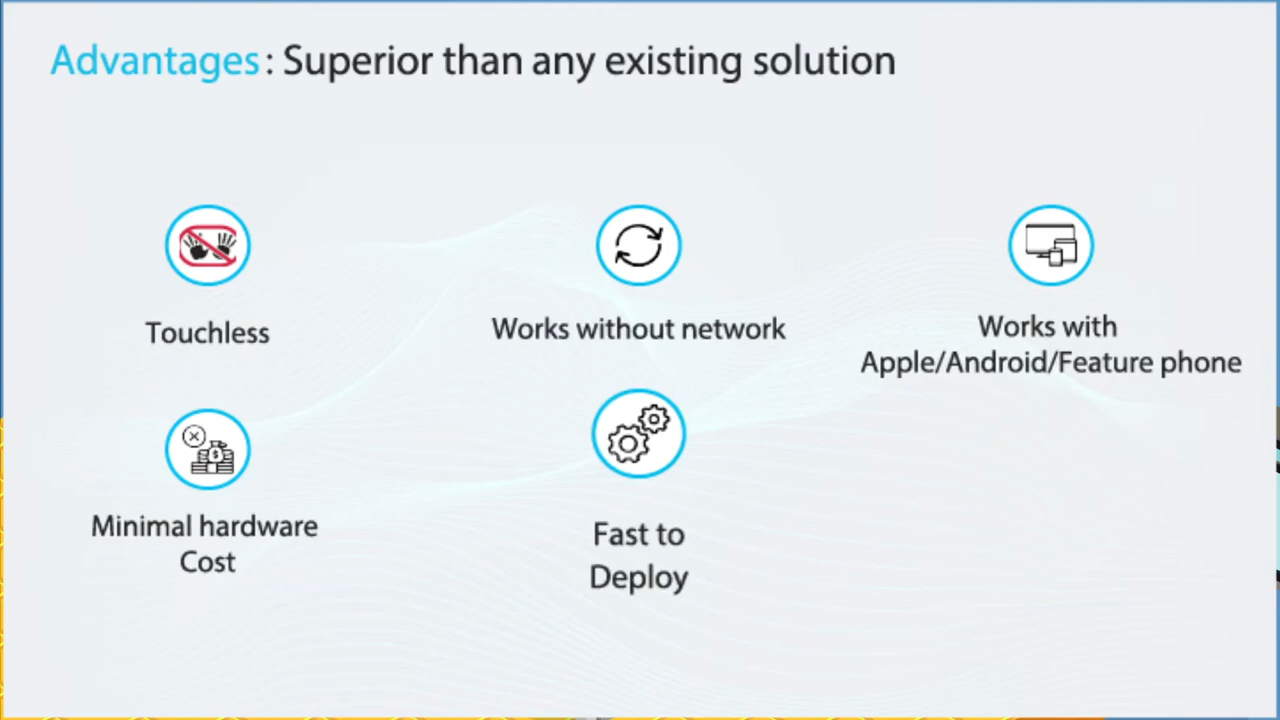 Advantages : Superior than any existing solution
Touchless
Works without network
Works with
Apple/Android/Feature phone
Minimal hardware
Cost
Fast to
Deploy